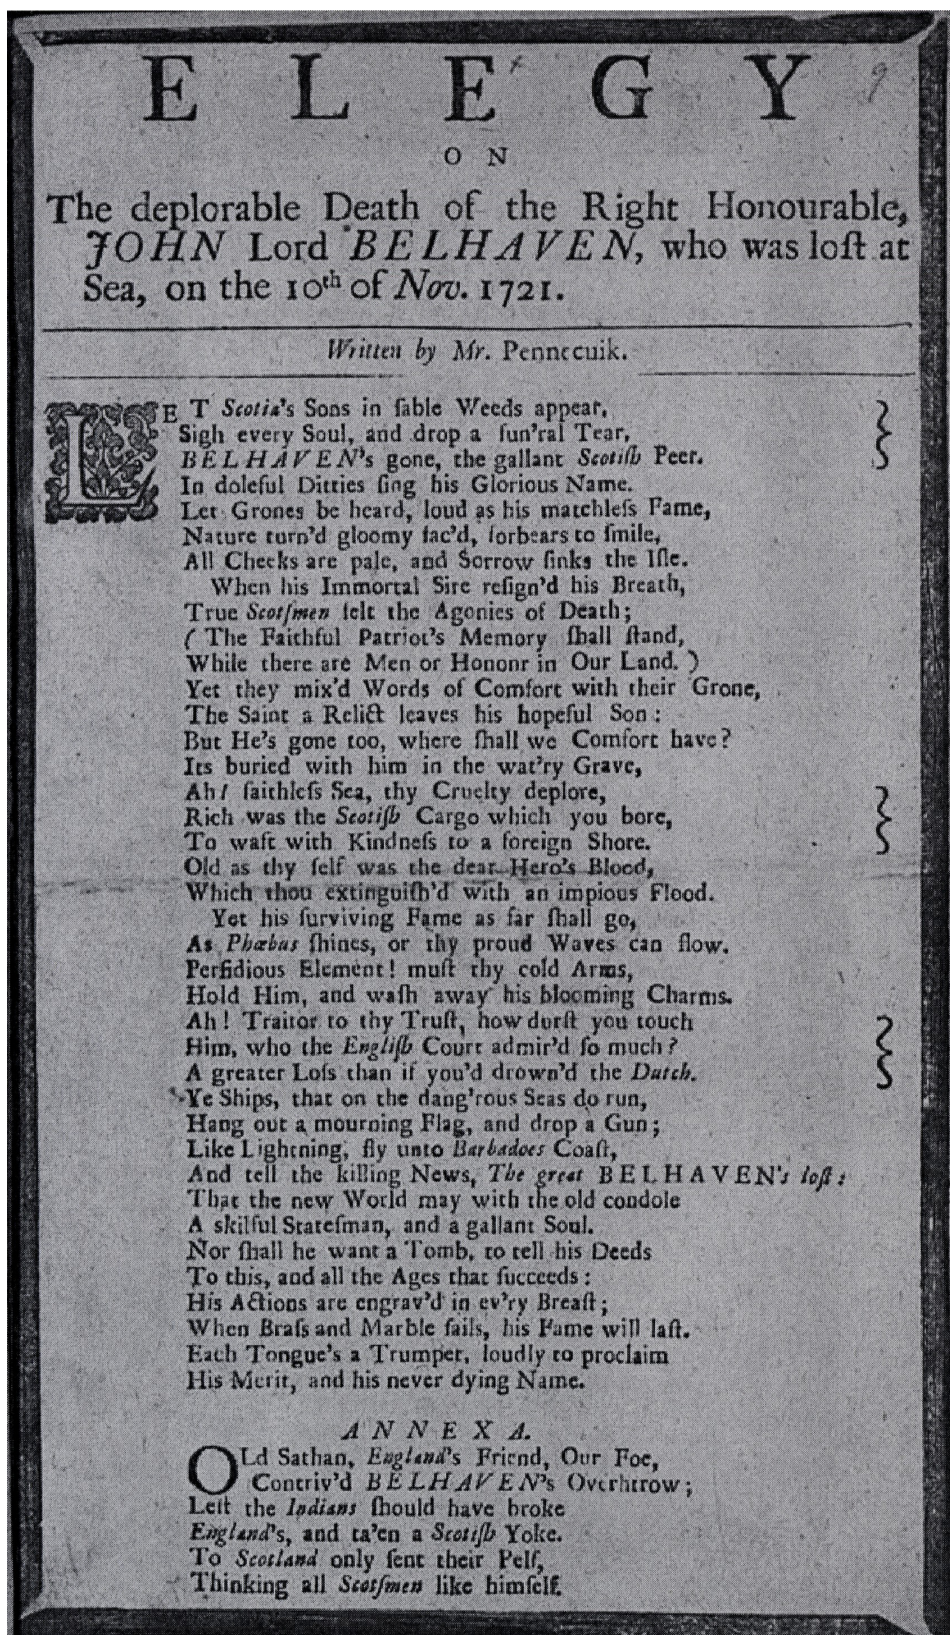 ELEGY
ON
The deplorable Death of the Right Honourable,
JOHN Lord BELHAVEN, who was loſt at
Sea, on the 10th of Nov. 1721.
Written by Mr. Pennecuik.
LET Scotia's Sons in ſable Weeds appear,
Sigh every Soul, and drop a fun'ral Tear,
BELHAVEN's gone, the gallant Scotiſh Peer.
In doleful Ditties ſing his Glorious Name.
Let Grones be heard, loud as his matchleſs Fame,
Nature turn'd gloomy fac'd, forbears to ſmile,
All Cheeks are pale, and Sorrow ſinks the Iſle.
When his Immortal Sire reſign'd his Breath,
True Scotſmen felt the Agonies of Death;
( The Faithful Patriot's Memory ſhall ſtand,
While there are Men or Hononr in Our Land. )
Yet they mix'd Words of Comfort with their Grone,
The Saint a Relict leaves his hopeful Son :
But He's gone too, where ſhall we Comfort have?
Its buried with him in the wat'ry Grave,
Ah! faithleſs Sea, thy Cruelty deplore,
Rich was the Scotiſh Cargo which you bore,
To waft with Kindneſs to a foreign Shore.
Old as thy ſelf was the dear Hero's Blood,
Which thou extinguiſh'd with an impious Flood.
Yet his ſurviving Fame as far ſhall go,
As Phœbus ſhines, or thy proud Waves can flow.
Perfidious Element! muſt thy cold Arms,
Hold Him, and waſh away his blooming Charms.
Ah! Traitor to thy Truſt, how durſt you touch
Him, who the Engliſh Court admir'd ſo much?
A greater Loſs than if you'd drown'd the Dutch.
Ye Ships, that on the dang'rous Seas do run,
Hang out a mourning Flag, and drop a Gun;
Like Lightning, fly unto Barbadoes Coaſt,
And tell the killing News, The great BELHAVEN's loſt:
That the new World may with the old condole
A skilful Stateſman, and a gallant Soul.
Nor ſhall he want a Tomb, to tell his Deeds
To this, and all the Ages that ſucceeds :
His Actions are engrav'd in ev'ry Breaſt;
When Braſs and Marble fails, his Fame will laſt.
Each Tongue's a Trumpet, loudly to proclaim
His Merit, and his never dying Name.
ANNEXA.
OLd Sathan, England's Friend, Our Foe,
Contriv'd BELHAVEN's Overhtrow;
Leſt the Indians ſhould have broke
England's, and ta'en a Scotiſh Yoke.
To Scotland only ſent their Pelf,
Thinking all Scotſmen like himſelf.